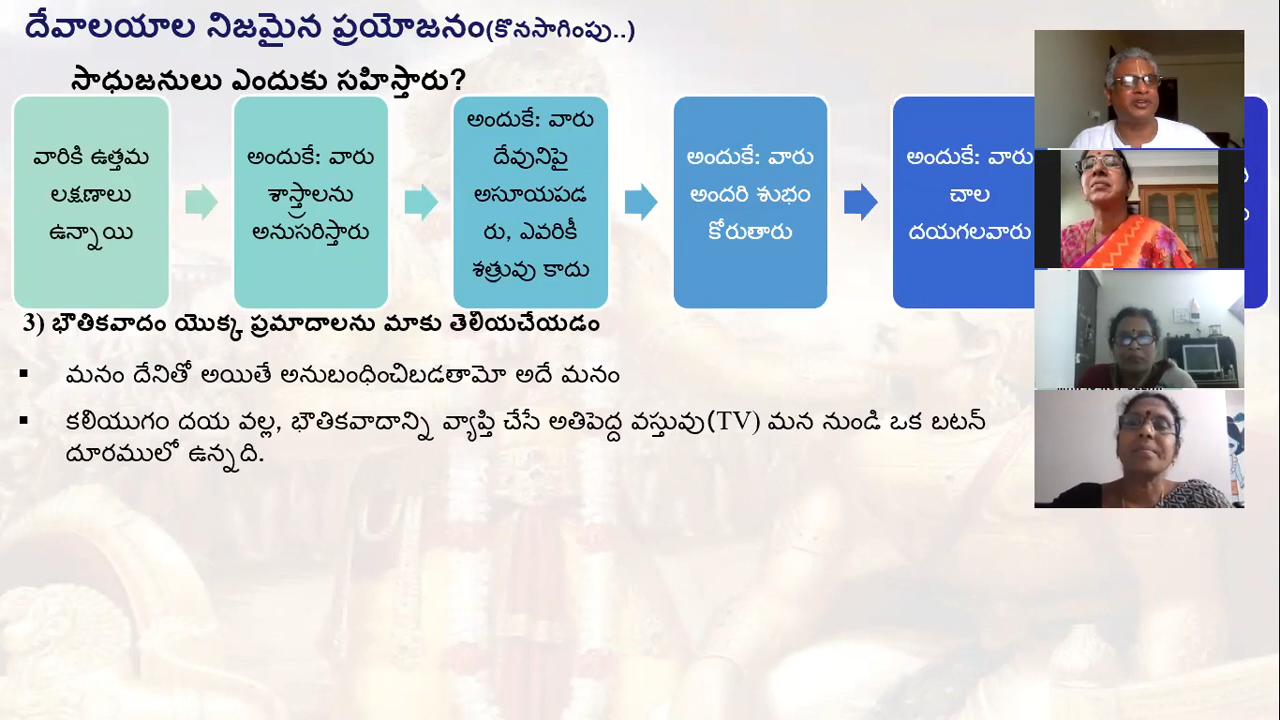 దేవాలయాల నిజమైన ప్రయోజనం(కొనసాగింపు..)
సాధుజనులు ఎందుకు సహిస్తారు?
వారికి ఉత్తమ
లక్షణాలు
ఉన్నాయి
అందుకే: వారు
శాస్త్రాలను
అనుసరిస్తారు
అందుకే: వారు
దేవునిపై
అసూయపడ
రు, ఎవరికీ
శత్రువు కాదు
అందుకే: వారు
అందరి శుభం
కోరుతారు
అందుకే: వారు
చాల
దయగలవారు
3) భౌతికవాదం యొక్క ప్రమాదాలను మాకు తెలియచేయడం
▪ మనం దేనితో అయితే అనుబంధించిబడతామో అదే మనం
▪ కలీయుగం దయ వల్ల, భౌతికవాదాన్ని వ్యాప్తి చేసే అతిపెద్ద వస్తువు(TV) మన నుండి ఒక బటన్
దూరములో ఉన్నది.